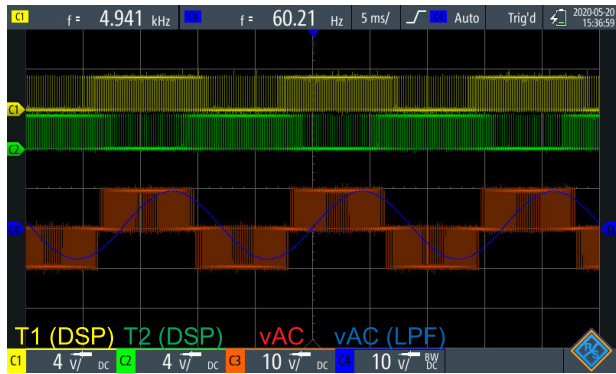 C1 f = 4.941 kHz C4 f = 60.21 Hz 5 ms/ C4 Auto Trig'd 2020-05-20
15:36:59
C1
C2
TL
T1 (DSP) T2 (DSP) vAC vAC (LPF)
C1 4 V/ DC C2 4 V/ DC C3 10 V/ DC C4 10 V/ BW DC
R&S